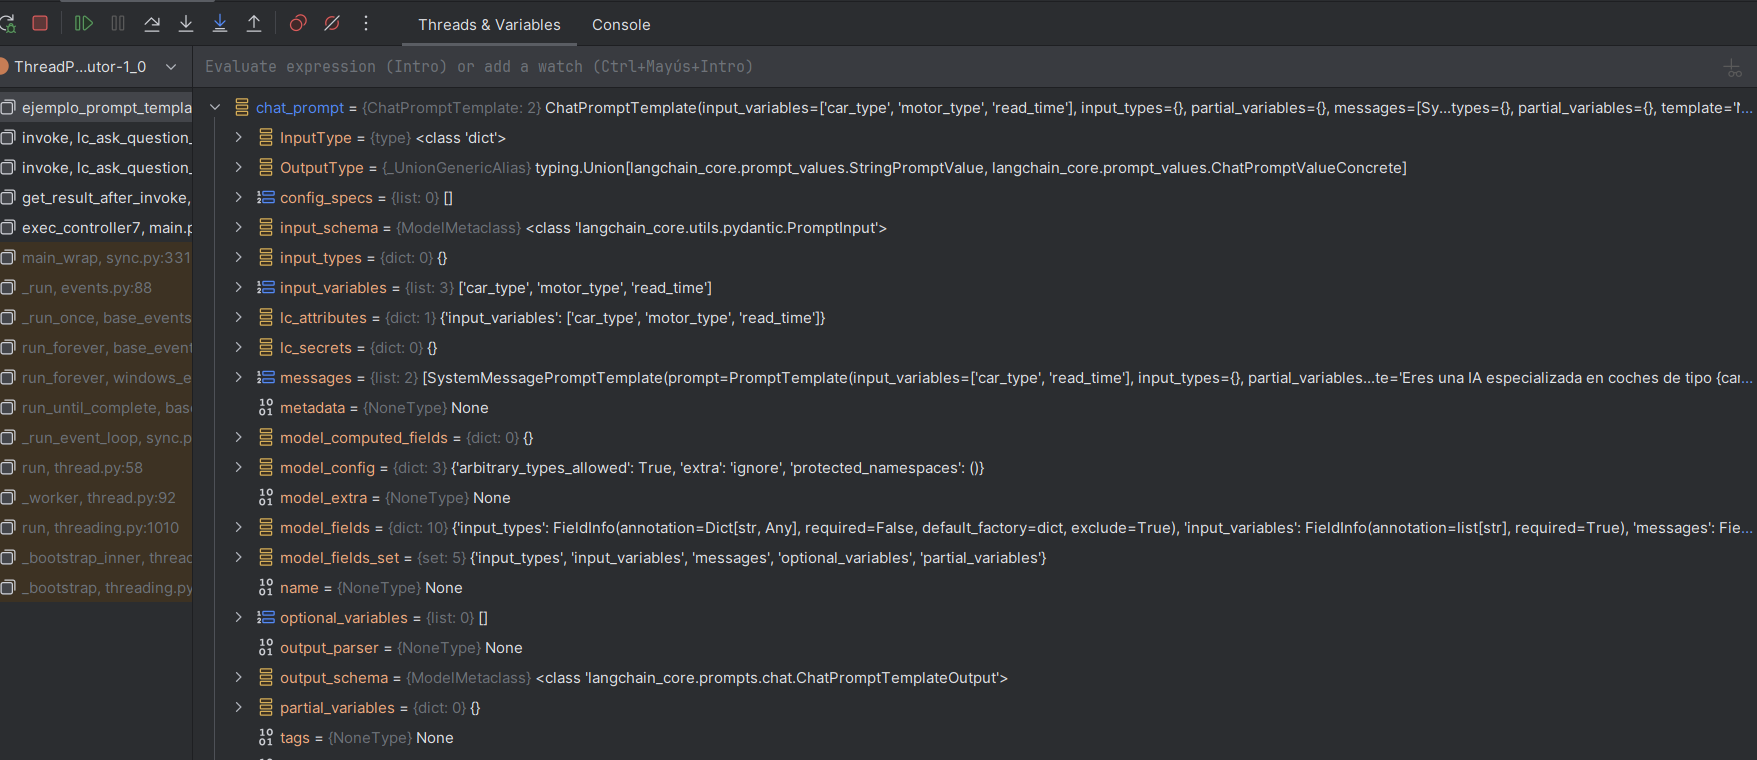 Threads & Variables Console
ThreadP...utor-1_0
Evaluate expression (Intro) or add a watch (Ctrl+Mayús+Intro)
ejemplo_prompt_templa
invoke, lc_ask_question_
invoke, lc_ask_question_
get_result_after_invoke,
exec_controller7, main.p
main_wrap, sync.py:331
_run, events.py:88
_run_once, base_events
run_forever, base_event
run_forever, windows_e
run_until_complete, bas
_run_event_loop, sync.p
run, thread.py:58
_worker, thread.py:92
run, threading.py:1010
_bootstrap_inner, threa
_bootstrap, threading.py
chat_prompt = {ChatPromptTemplate: 2} ChatPromptTemplate(input_variables=['car_type', 'motor_type', 'read_time'], input_types={}, partial_variables={}, messages=[Sy...types={}, partial_variables={}, template='...
InputType = {type} <class 'dict'>
OutputType = {_UnionGenericAlias} typing.Union[langchain_core.prompt_values.StringPromptValue, langchain_core.prompt_values.ChatPromptValueConcrete]
config_specs = {list: 0} []
input_schema = {ModelMetaclass} <class 'langchain_core.utils.pydantic.PromptInput'>
input_types = {dict: 0} {}
input_variables = {list: 3} ['car_type', 'motor_type', 'read_time']
lc_attributes = {dict: 1} {'input_variables': ['car_type', 'motor_type', 'read_time']}
lc_secrets = {dict: 0} {}
messages = {list: 2} [SystemMessagePromptTemplate(prompt=PromptTemplate(input_variables=['car_type', 'read_time'], input_types={}, partial_variables...te='Eres una IA especializada en coches de tipo {car...
metadata = {NoneType} None
model_computed_fields = {dict: 0} {}
model_config = {dict: 3} {'arbitrary_types_allowed': True, 'extra': 'ignore', 'protected_namespaces': ()}
model_extra = {NoneType} None
model_fields = {dict: 10} {'input_types': FieldInfo(annotation=Dict[str, Any], required=False, default_factory=dict, exclude=True), 'input_variables': FieldInfo(annotation=list[str], required=True), 'messages': Fie...
model_fields_set = {set: 5} {'input_types', 'input_variables', 'messages', 'optional_variables', 'partial_variables'}
name = {NoneType} None
optional_variables = {list: 0} []
output_parser = {NoneType} None
output_schema = {ModelMetaclass} <class 'langchain_core.prompts.chat.ChatPromptTemplateOutput'>
partial_variables = {dict: 0} {}
tags = {NoneType} None